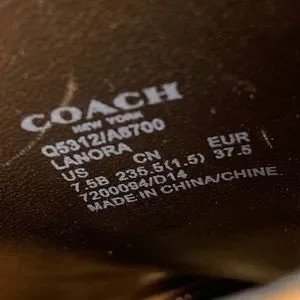 COACH
NEW YORK
Q5312/A8700
LANORA
US CN EUR
7.5B 235.5(1.5) 37.5
7200094/D14
MADE IN CHINA/CHINE